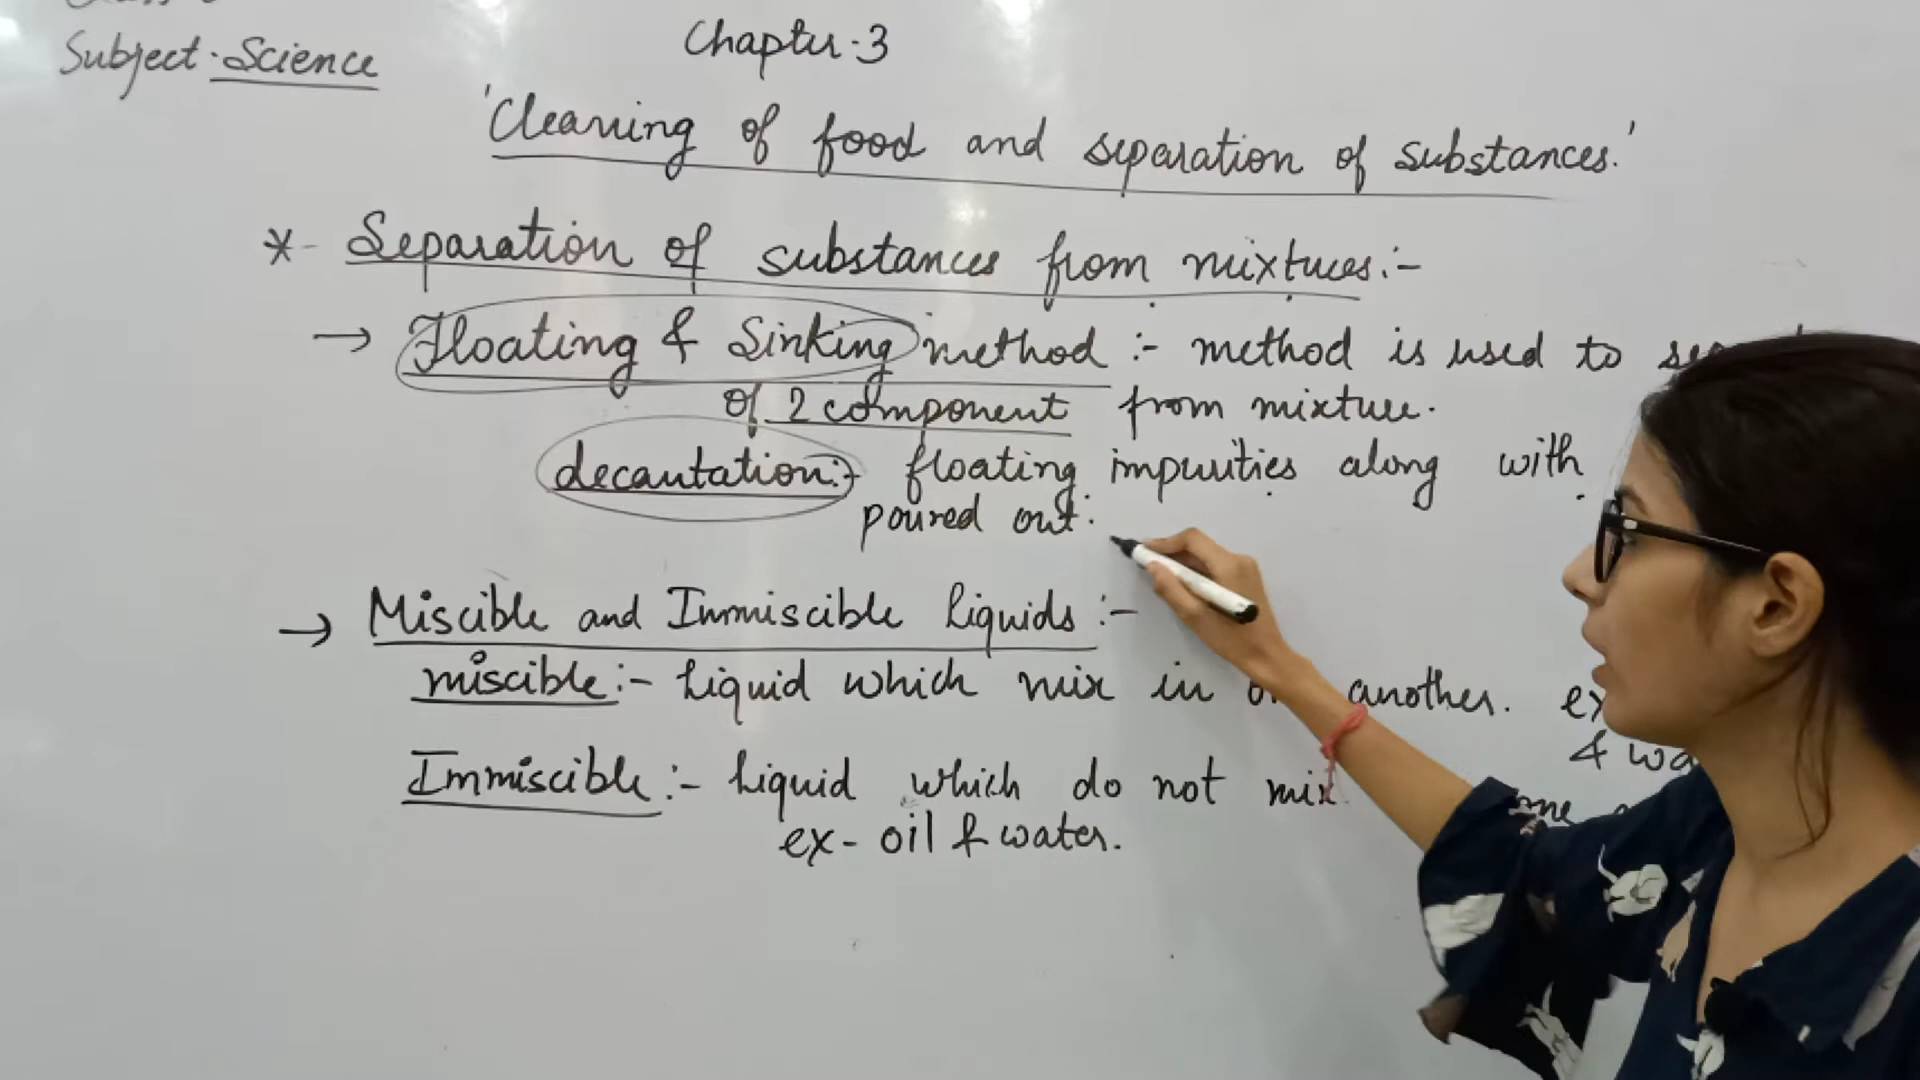 Subject. Science
Chapter.3
'Cleaning of food and separation of substances.'
* Separation of substances from mixtures:-
→ Floating & Sinking method :- method is used to
of 2 component from mixture.
decantation:- floating impurities along with
poured out.
→ Miscible and Immiscible Liquids :-
miscible:- Liquid which mix in another.
&
Immiscible:- Liquid which do not mix
ex- oil & water.